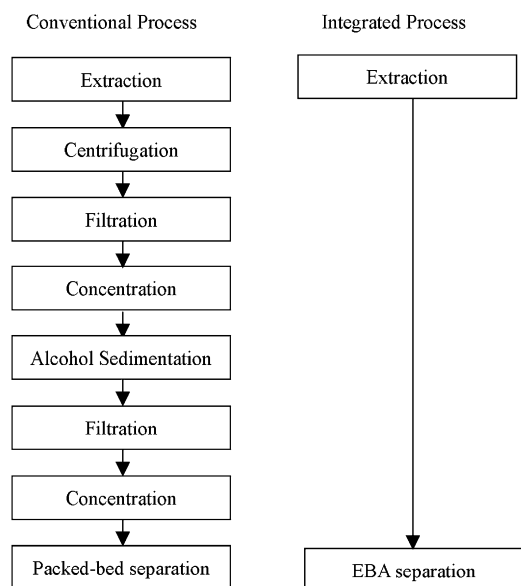 Conventional Process
Extraction
Centrifugation
Filtration
Concentration
Alcohol Sedimentation
Filtration
Concentration
Packed-bed separation
Integrated Process
Extraction
EBA separation